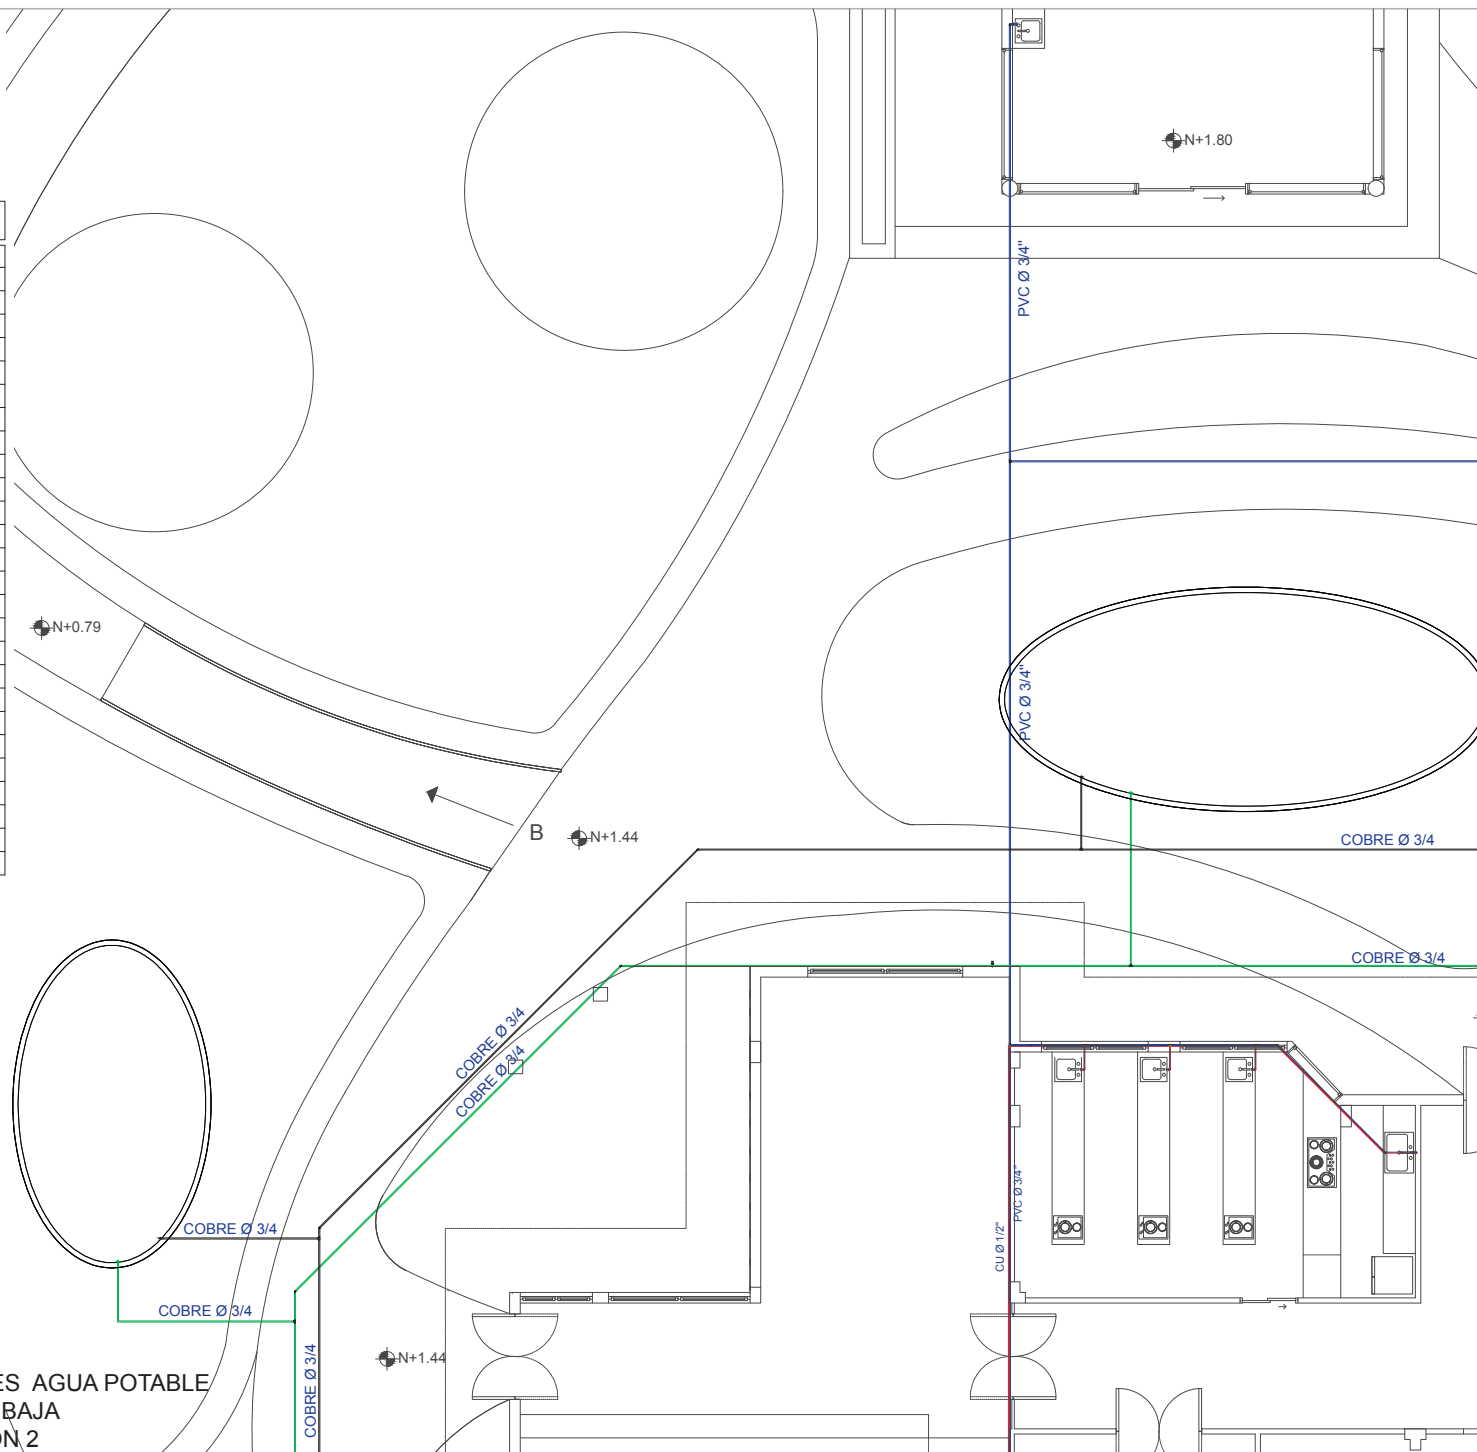 N+1.80
PVC Ø 3/4"
N+0.79
PVC Ø 3/4"
B
N+1.44
COBRE Ø 3/4
COBRE Ø 3/4
COBRE Ø 3/4
COBRE Ø 3/4
PVC Ø 3/4"
CU Ø 1/2"
COBRE Ø 3/4
COBRE Ø 3/4
COBRE Ø 3/4
N+1.44
ES AGUA POTABLE
BAJA
ÓN 2